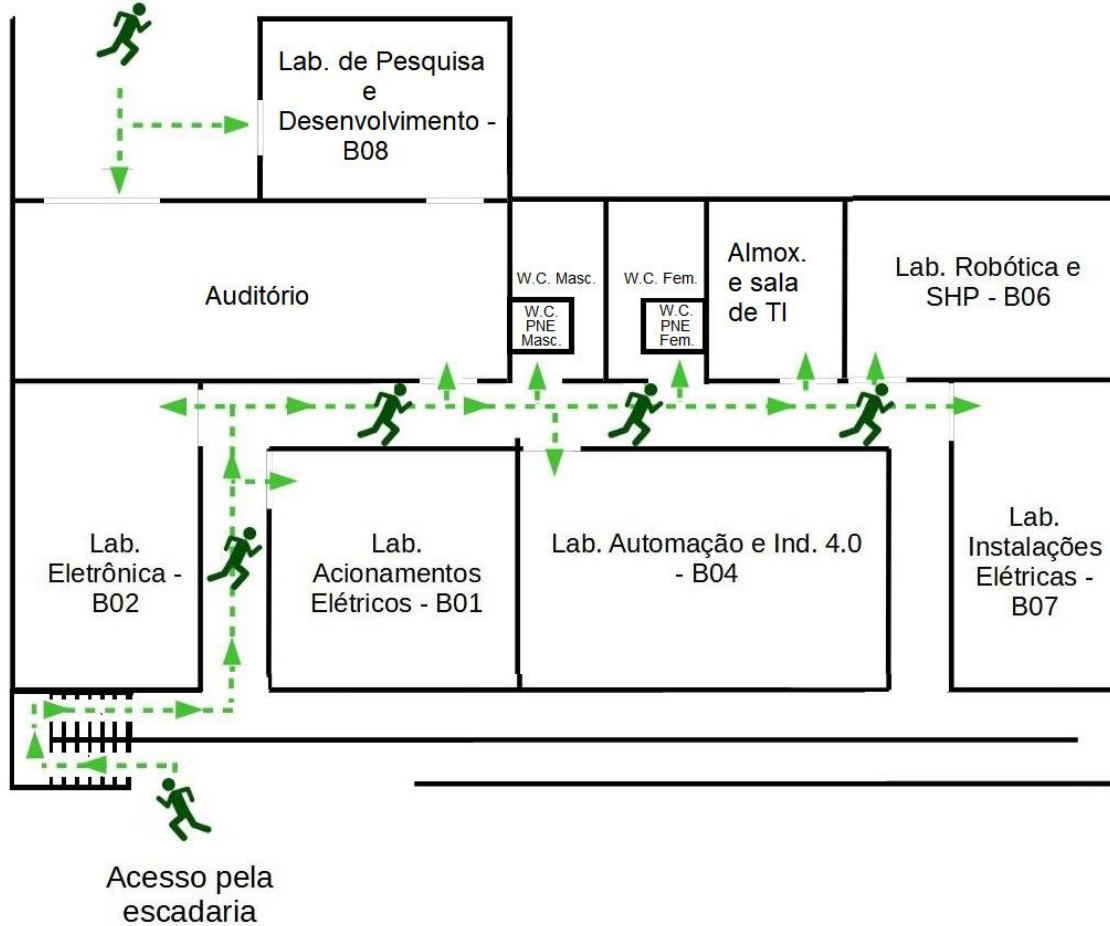 Lab. de Pesquisa
e
Desenvolvimento -
B08
Auditório
W.C. Masc.
W.C.
PNE
Masc.
W.C. Fem.
W.C.
PNE
Fem.
Almox.
e sala
de TI
Lab. Robótica e
SHP - B06
Lab.
Eletrônica -
B02
Lab.
Acionamentos
Elétricos - B01
Lab. Automação e Ind. 4.0
- B04
Lab.
Instalações
Elétricas -
B07
Acesso pela
escadaria